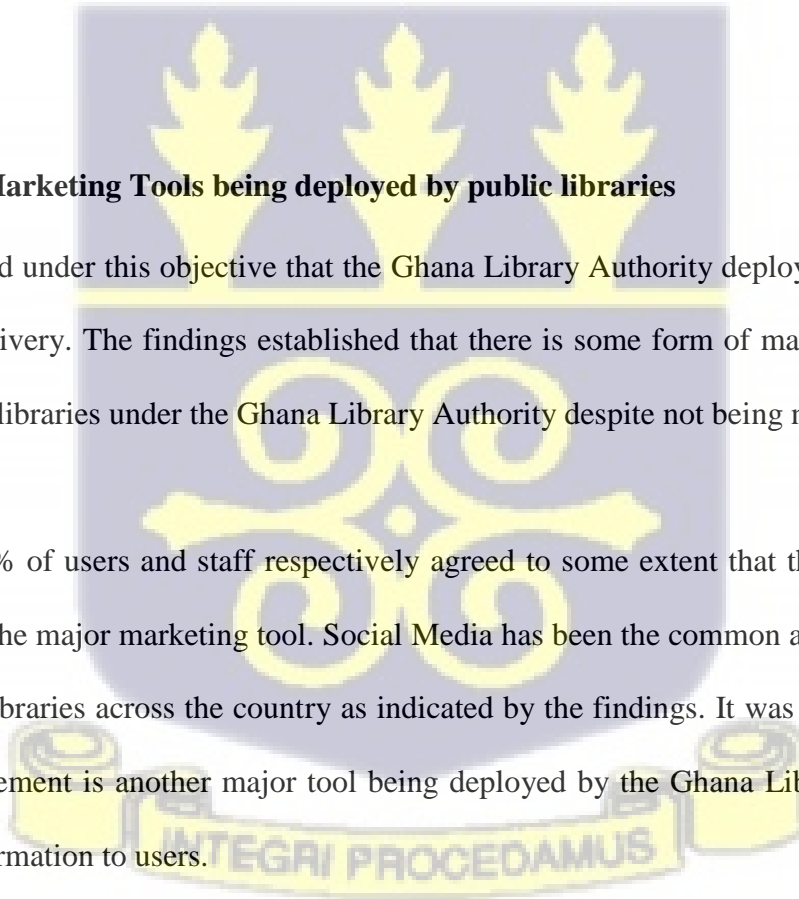 Marketing Tools being deployed by public libraries
d under this objective that the Ghana Library Authority deploy
ivery. The findings established that there is some form of ma
libraries under the Ghana Library Authority despite not being
% of users and staff respectively agreed to some extent that th
he major marketing tool. Social Media has been the common a
braries across the country as indicated by the findings. It was
ement is another major tool being deployed by the Ghana Lib
rmation to users.
INTEGRI PROCEDAMUS